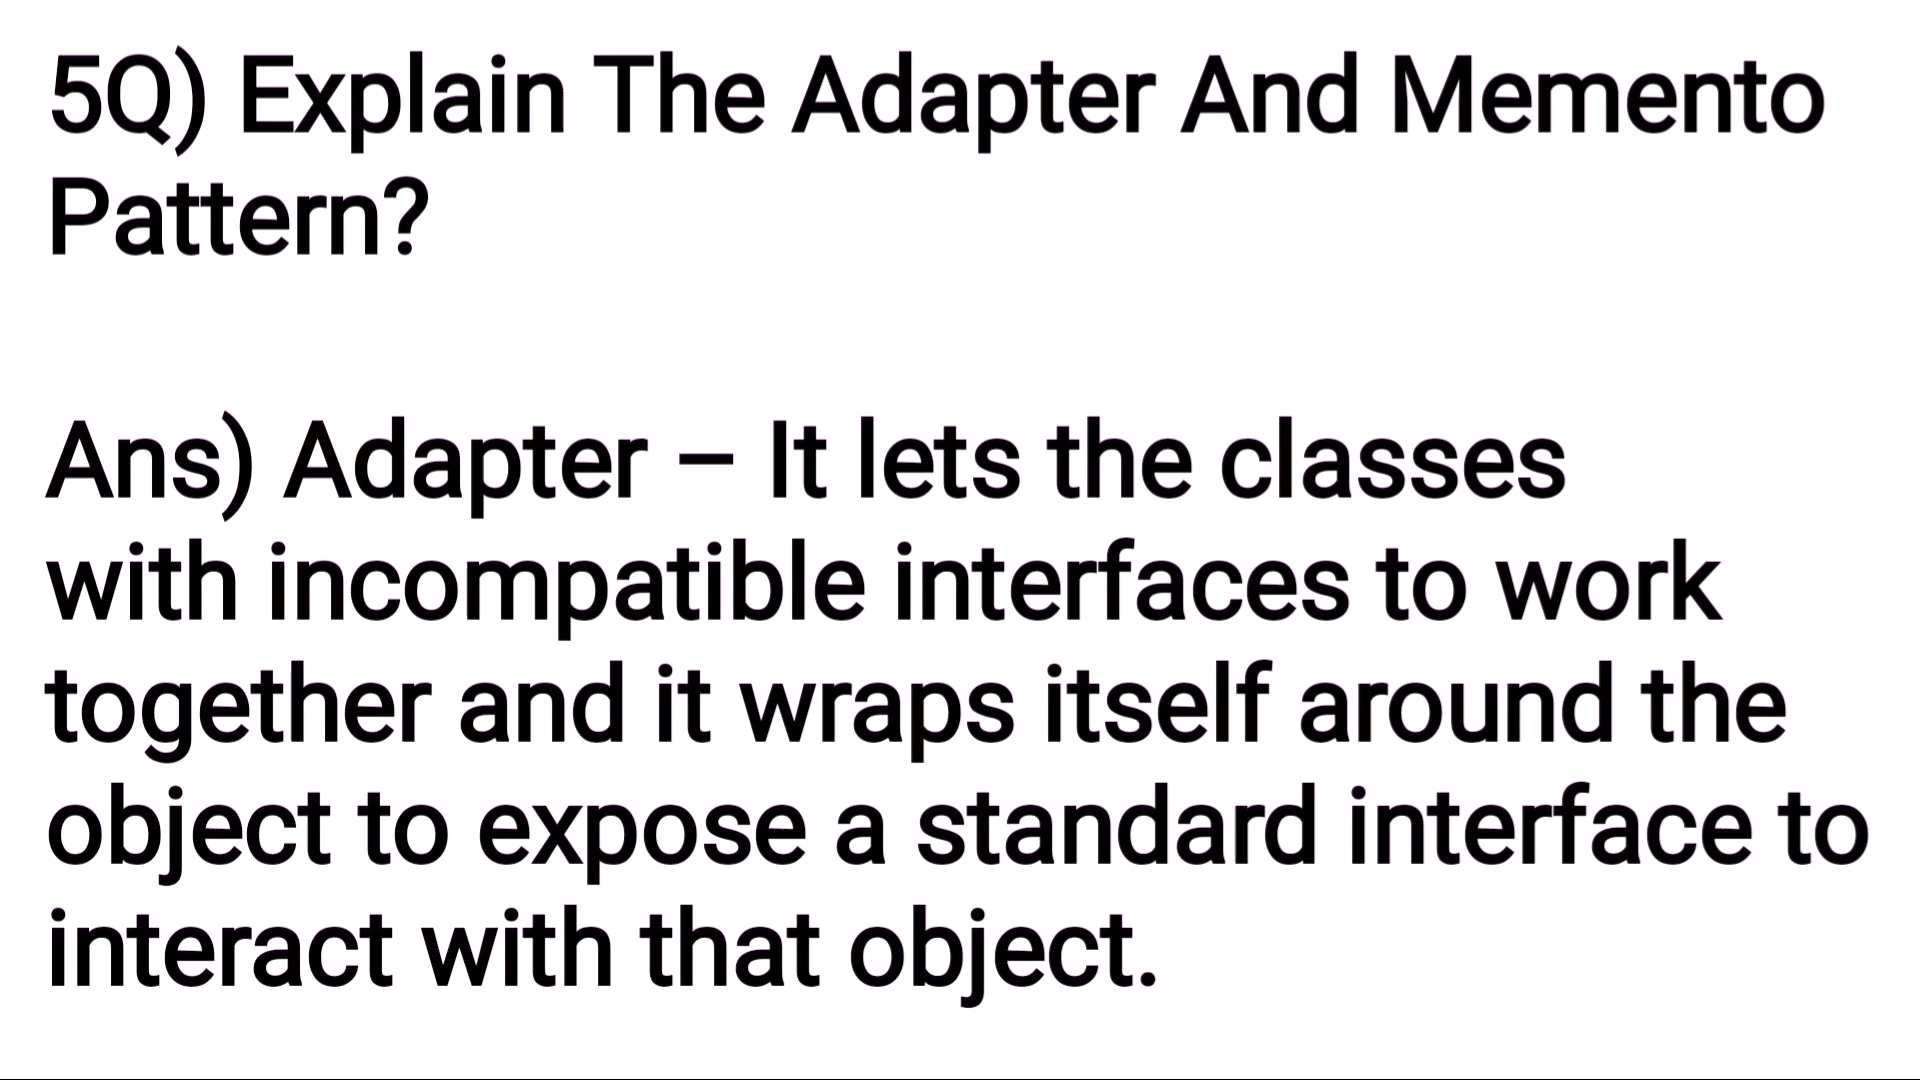 5Q) Explain The Adapter And Memento
Pattern?
Ans) Adapter – It lets the classes
with incompatible interfaces to work
together and it wraps itself around the
object to expose a standard interface to
interact with that object.